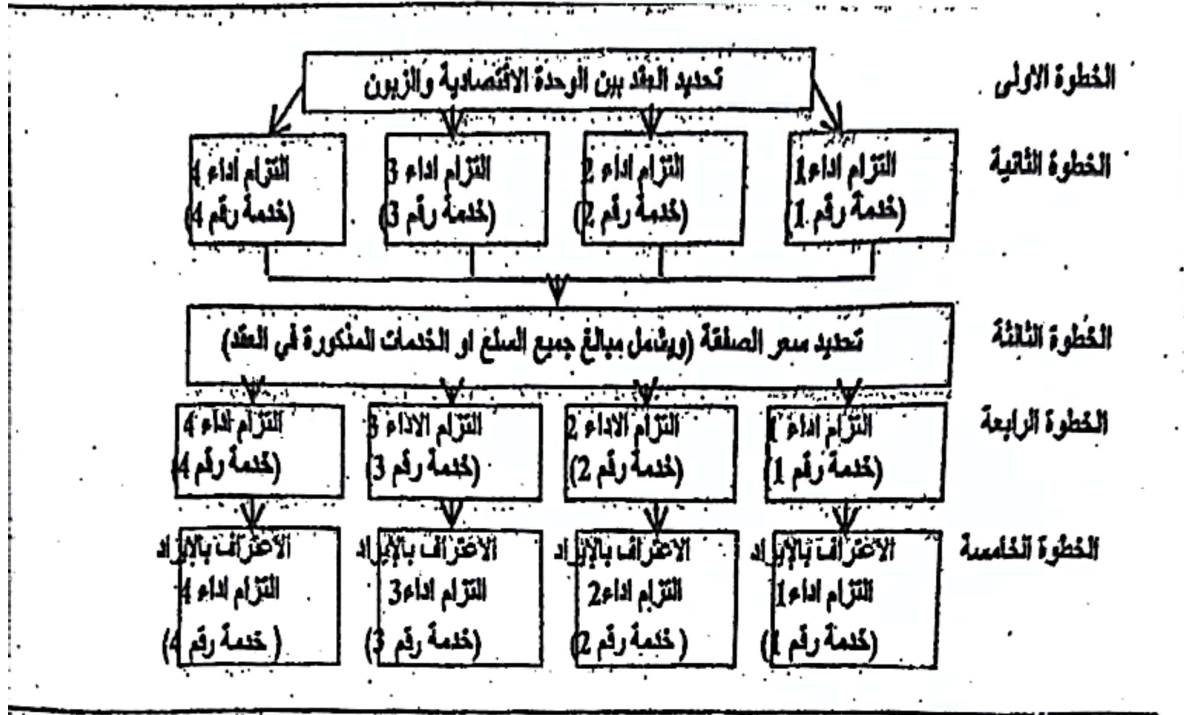 الخطوة الاولى
تحديد العقد بين الوحدة الاقتصادية والزبون
الخطوة الثانية
التزام اداء 1
(خدمة رقم 1)
التزام اداء 2
(خدمة رقم 2)
التزام اداء 3
(خدمة رقم 3)
التزام اداء 4
(خدمة رقم 4)
الخطوة الثالثة
تحديد سعر الصفقة (ويشمل مبالغ جميع السلع او الخدمات المذكورة في العقد)
الخطوة الرابعة
التزام اداء 1
(خدمة رقم 1)
التزام الاداء 2
(خدمة رقم 2)
التزام الاداء 3
(خدمة رقم 3)
التزام اداء 4
(خدمة رقم 4)
الخطوة الخامسة
الاعتراف بالإيراد
التزام اداء 1
(خدمة رقم 1)
الاعتراف بالإيراد
التزام اداء 2
(خدمة رقم 2)
الاعتراف بالإيراد
التزام اداء 3
(خدمة رقم 3)
الاعتراف بالإيراد
التزام اداء 4
(خدمة رقم 4)